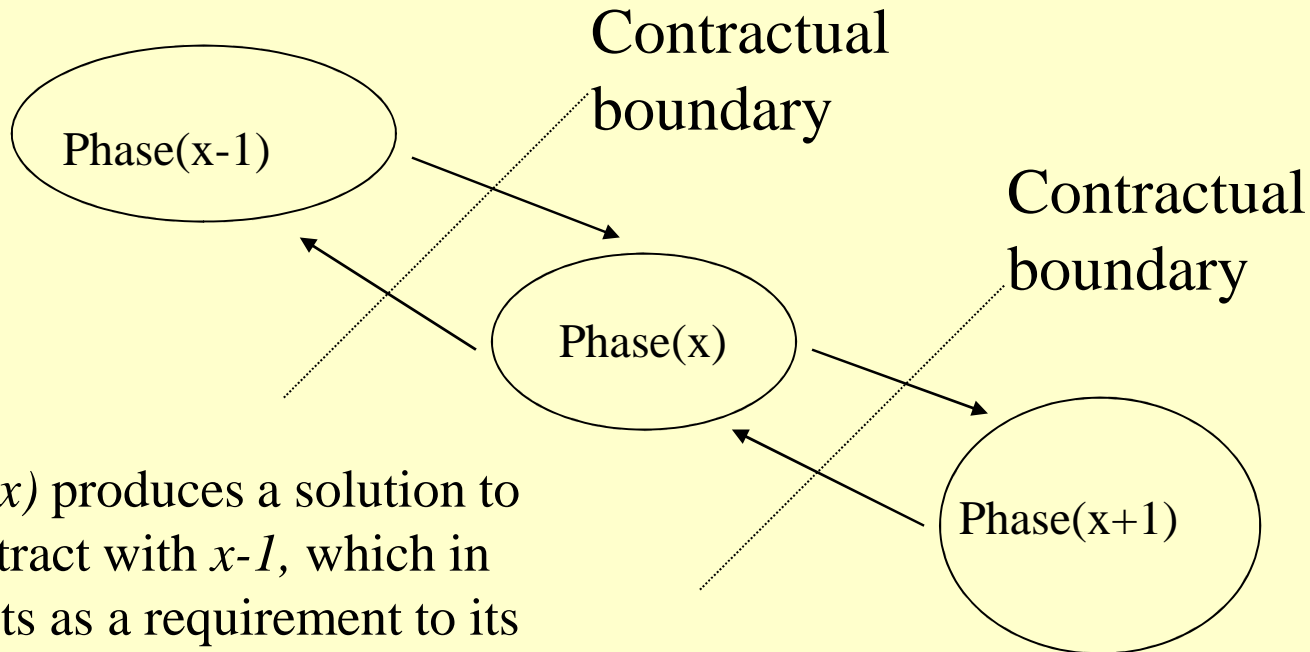 Contractual
boundary
Phase(x-1)
Contractual
boundary
Phase(x)
x) produces a solution to
tract with x-1, which in
ts as a requirement to its
Phase(x+1)